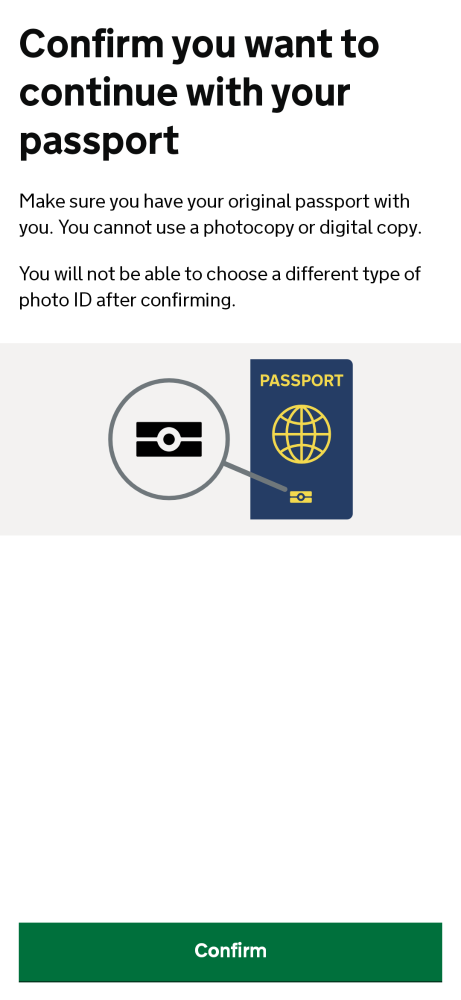 Confirm you want to
continue with your
passport
Make sure you have your original passport with
you. You cannot use a photocopy or digital copy.
You will not be able to choose a different type of
photo ID after confirming.
PASSPORT
Confirm